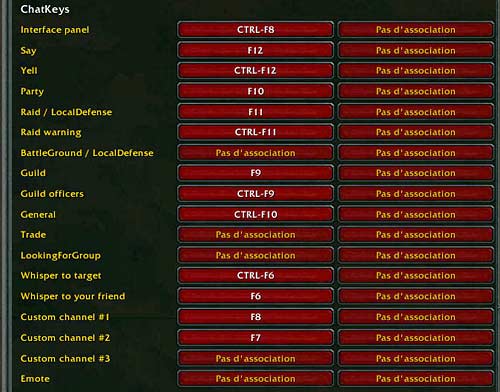 ChatKeys
Interface panel CTRL-F8 Pas d'association
Say F12 Pas d'association
Yell CTRL-F12 Pas d'association
Party F10 Pas d'association
Raid / LocalDefense F11 Pas d'association
Raid warning CTRL-F11 Pas d'association
BattleGround / LocalDefense Pas d'association Pas d'association
Guild F9 Pas d'association
Guild officers CTRL-F9 Pas d'association
General CTRL-F10 Pas d'association
Trade Pas d'association Pas d'association
LookingForGroup Pas d'association Pas d'association
Whisper to target CTRL-F6 Pas d'association
Whisper to your friend F6 Pas d'association
Custom channel #1 F8 Pas d'association
Custom channel #2 F7 Pas d'association
Custom channel #3 Pas d'association Pas d'association
Emote Pas d'association Pas d'association